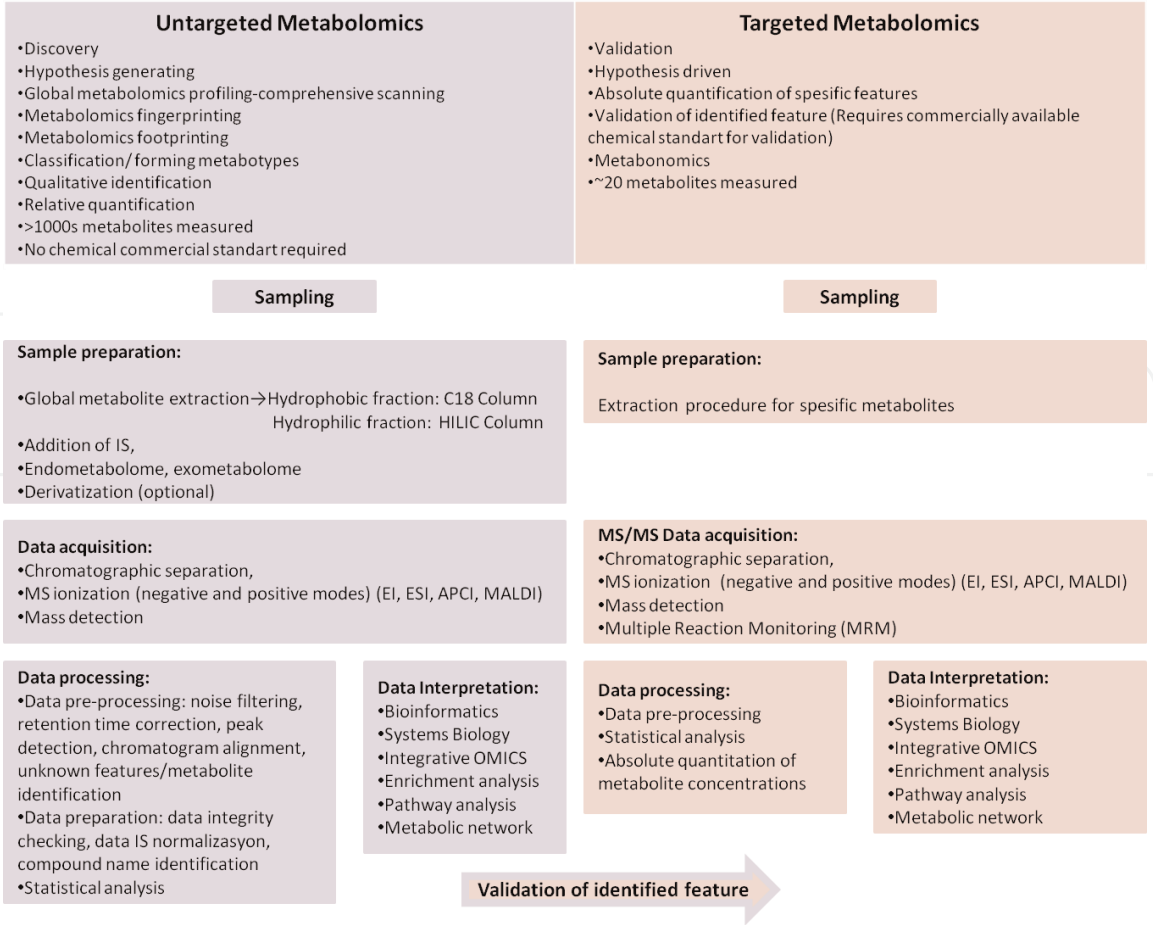 Untargeted Metabolomics
•Discovery
•Hypothesis generating
•Global metabolomics profiling-comprehensive scanning
•Metabolomics fingerprinting
•Metabolomics footprinting
•Classification/ forming metabotypes
•Qualitative identification
•Relative quantification
•>1000s metabolites measured
•No chemical commercial standart required
Targeted Metabolomics
•Validation
•Hypothesis driven
•Absolute quantification of spesific features
•Validation of identified feature (Requires commercially available
chemical standart for validation)
•Metabonomics
•~20 metabolites measured
Sampling
Sampling
Sample preparation:
•Global metabolite extraction→Hydrophobic fraction: C18 Column
Hydrophilic fraction: HILIC Column
•Addition of IS,
•Endometabolome, exometabolome
•Derivatization (optional)
Sample preparation:
Extraction procedure for spesific metabolites
Data acquisition:
•Chromatographic separation,
•MS ionization (negative and positive modes) (EI, ESI, APCI, MALDI)
•Mass detection
MS/MS Data acquisition:
•Chromatographic separation,
•MS ionization (negative and positive modes) (EI, ESI, APCI, MALDI)
•Mass detection
•Multiple Reaction Monitoring (MRM)
Data processing:
•Data pre-processing: noise filtering,
retention time correction, peak
detection, chromatogram alignment,
unknown features/metabolite
identification
•Data preparation: data integrity
checking, data IS normalizasyon,
compound name identification
•Statistical analysis
Data Interpretation:
•Bioinformatics
•Systems Biology
•Integrative OMICS
•Enrichment analysis
•Pathway analysis
•Metabolic network
Data processing:
•Data pre-processing
•Statistical analysis
•Absolute quantitation of
metabolite concentrations
Data Interpretation:
•Bioinformatics
•Systems Biology
•Integrative OMICS
•Enrichment analysis
•Pathway analysis
•Metabolic network
Validation of identified feature